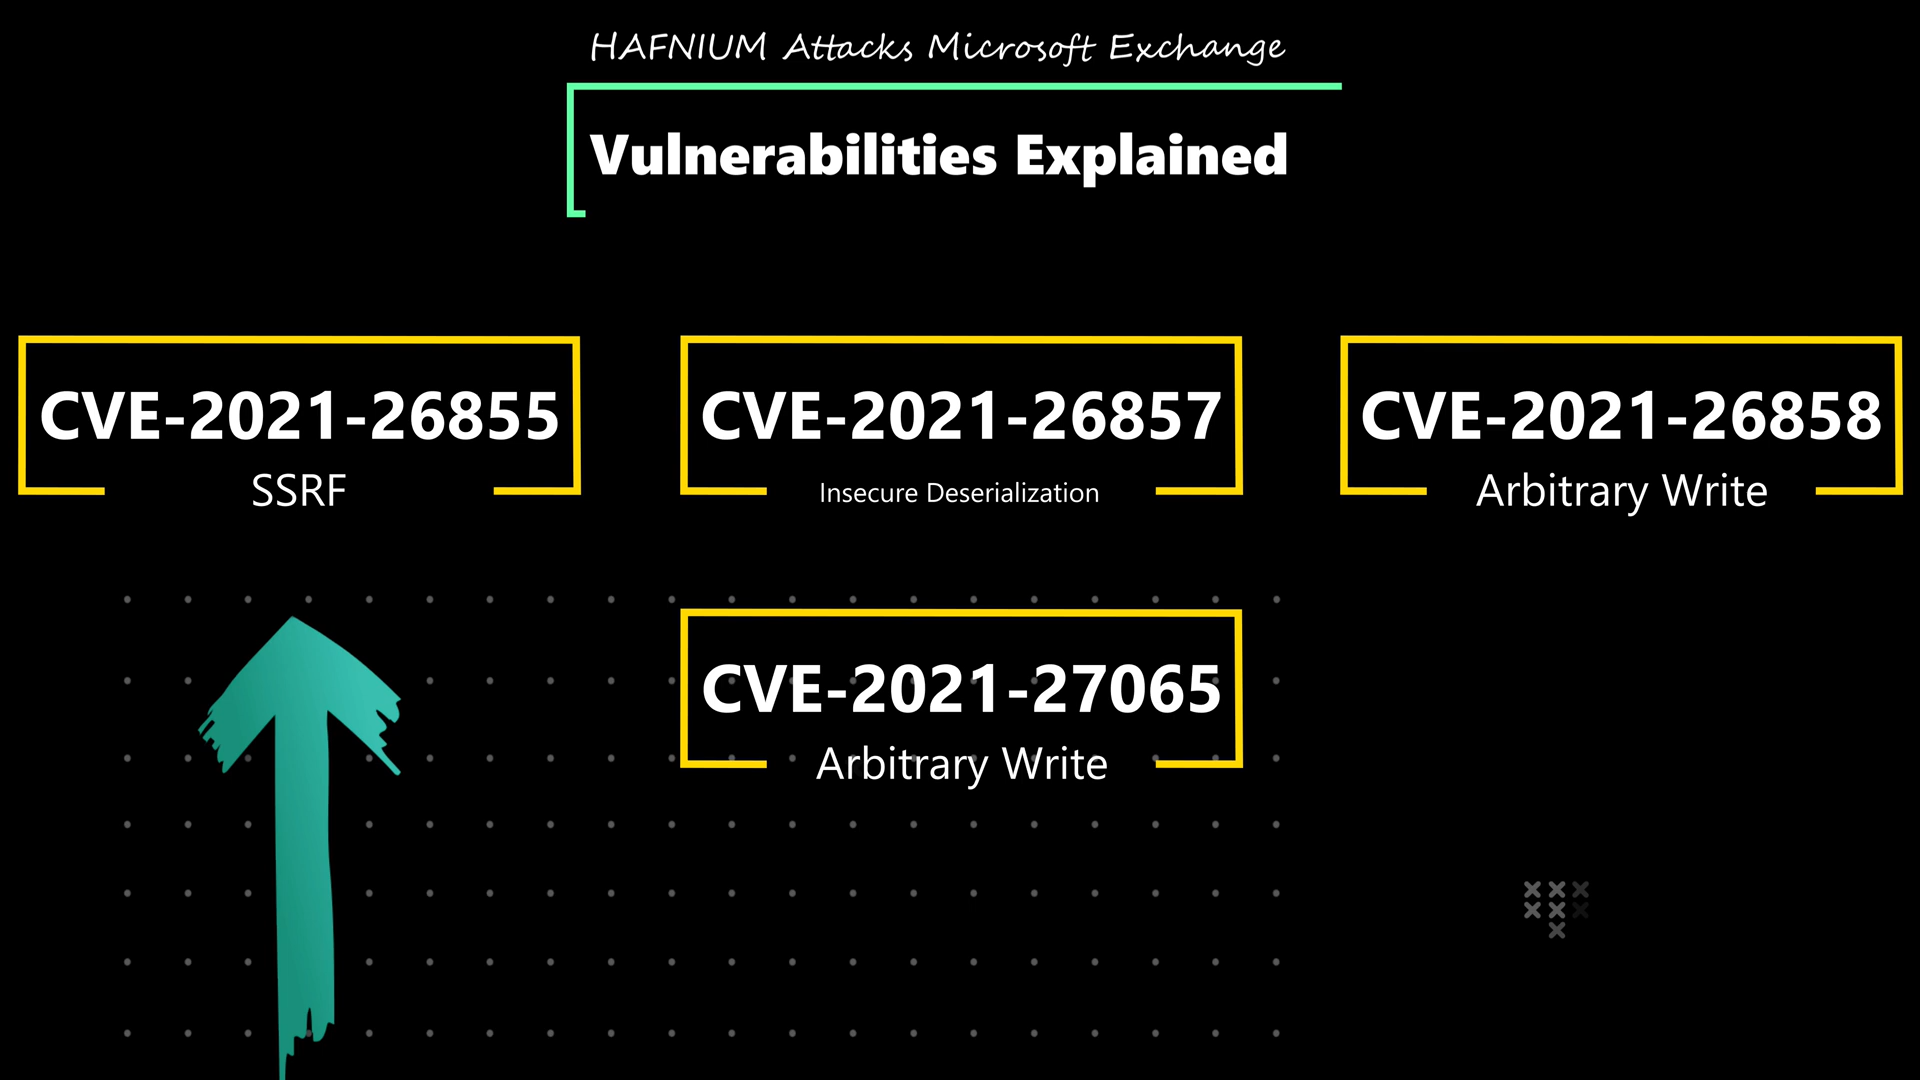 HAFNIUM Attacks Microsoft Exchange
Vulnerabilities Explained
CVE-2021-26855
SSRF
CVE-2021-26857
Insecure Deserialization
CVE-2021-26858
Arbitrary Write
CVE-2021-27065
Arbitrary Write